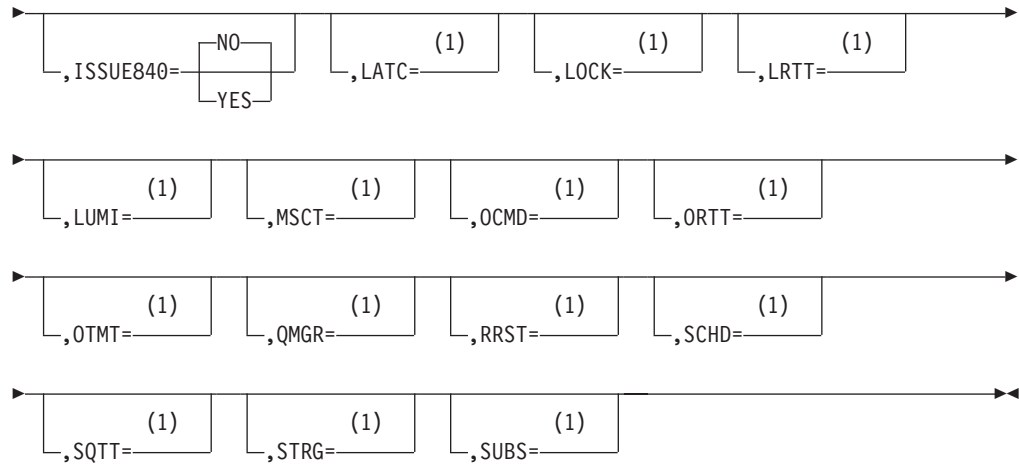 NO
(1) (1) (1)
,ISSUE840= ,LATC= ,LOCK= ,LRTT=
YES
(1) (1) (1) (1)
,LUMI= ,MSCT= ,OCMD= ,ORTT=
(1) (1) (1) (1)
,OTMT= ,QMGR= ,RRST= ,SCHD=
(1) (1) (1)
,SQTT= ,STRG= ,SUBS=